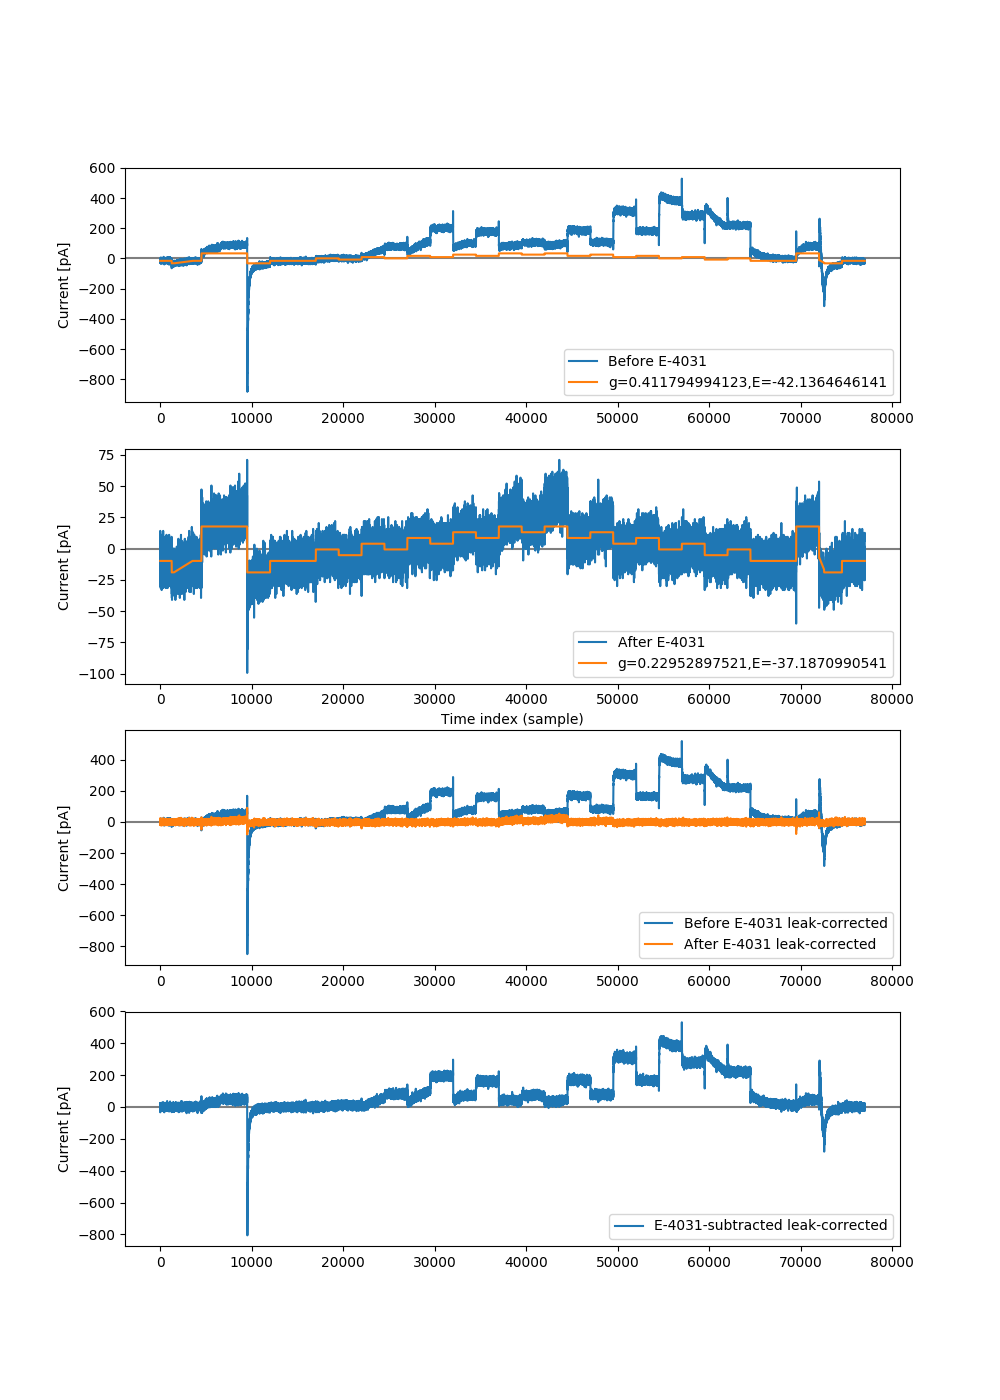 600
400
200
0
−200
−400
−600
−800
Current [pA]
Before E-4031
g=0.411794994123,E=-42.1364646141
0 10000 20000 30000 40000 50000 60000 70000 80000
75
50
25
0
−25
−50
−75
−100
Current [pA]
After E-4031
g=0.22952897521,E=-37.1870990541
0 10000 20000 30000 40000 50000 60000 70000 80000
Time index (sample)
400
200
0
−200
−400
−600
−800
Current [pA]
Before E-4031 leak-corrected
After E-4031 leak-corrected
0 10000 20000 30000 40000 50000 60000 70000 80000
600
400
200
0
−200
−400
−600
−800
Current [pA]
E-4031-subtracted leak-corrected
0 10000 20000 30000 40000 50000 60000 70000 80000